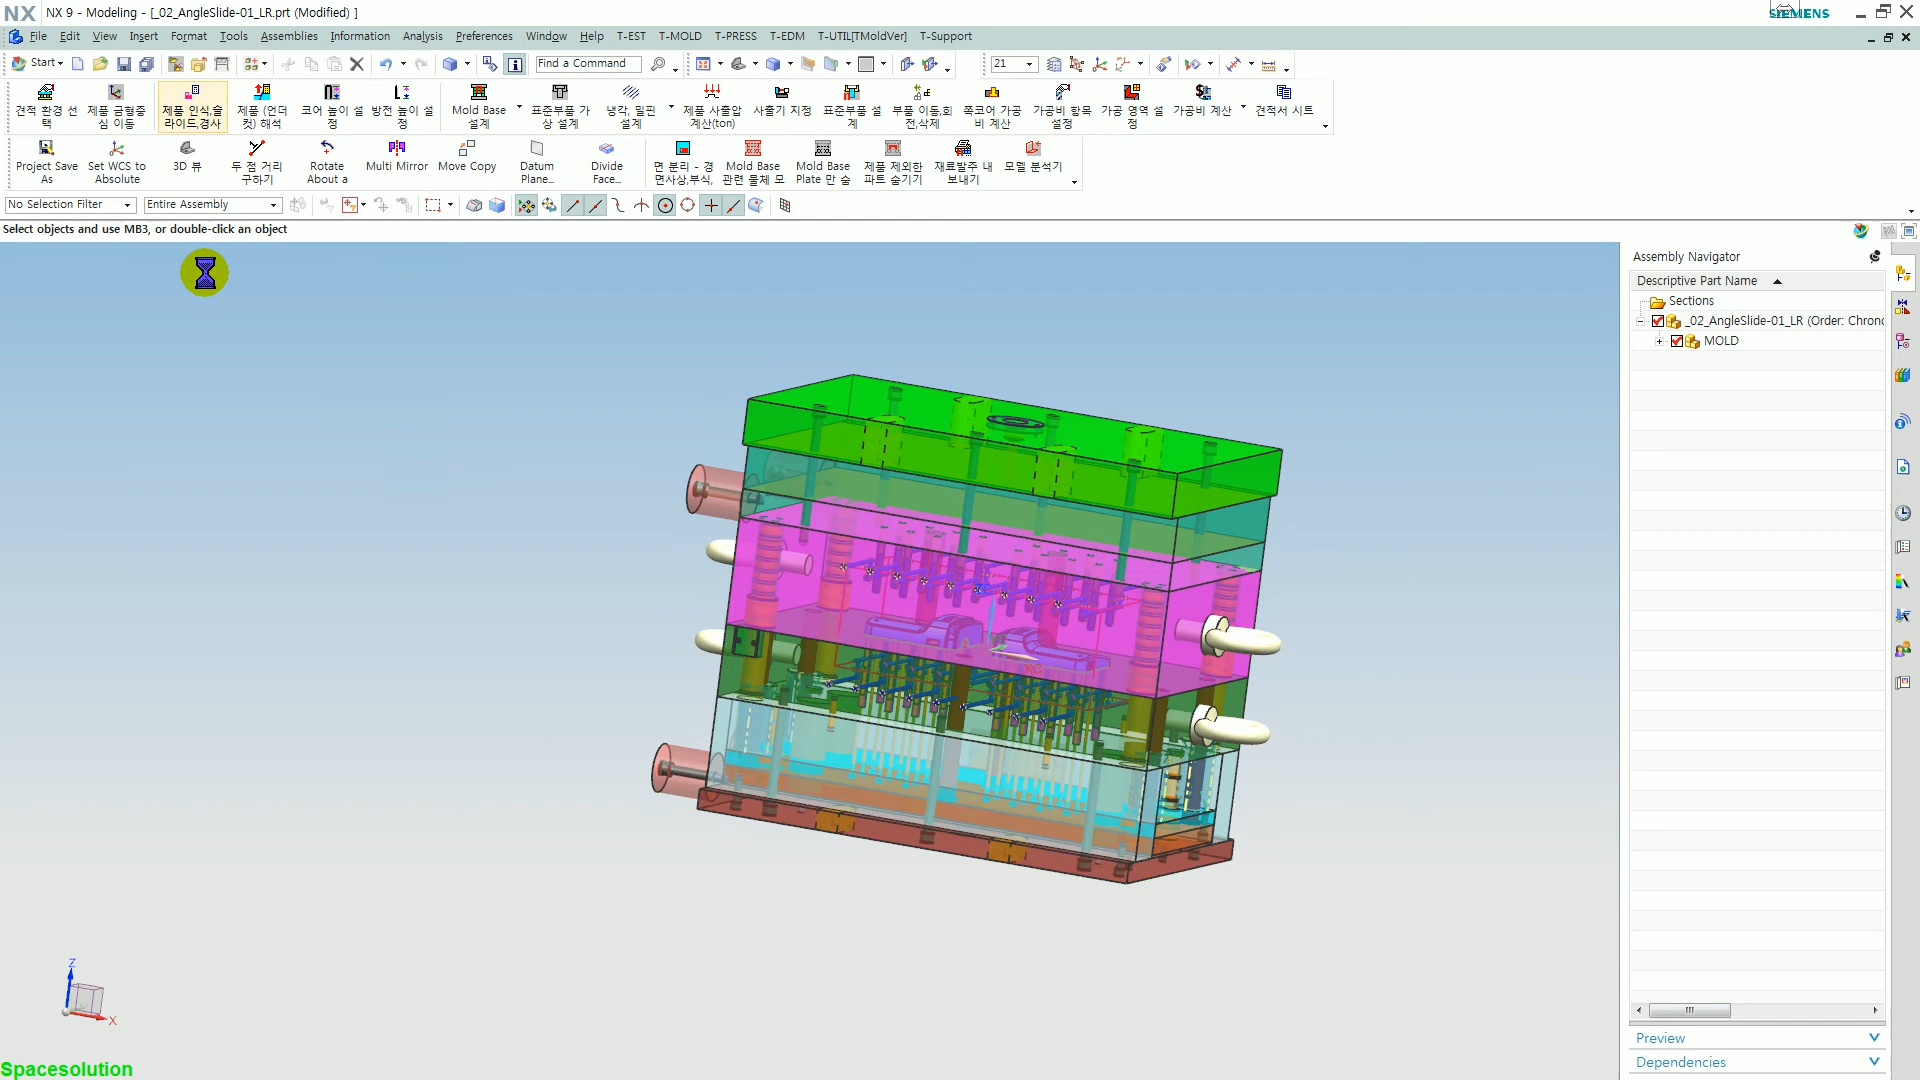 NX NX 9 - Modeling - [_02_AngleSlide-01_LR.prt (Modified) ]
SIEMENS
File Edit View Insert Format Tools Assemblies Information Analysis Preferences Window Help T-EST T-MOLD T-PRESS T-EDM T-UTIL[TMoldVer] T-Support
Start Find a Command 21
견적 환경 선택 제품 금형중심 이동 제품 인식,슬라이드,경사 제품 (언더컷) 해석 코어 높이 설정 방전 높이 설정 Mold Base 설계 표준부품 가상 설계 냉각, 밀핀 설계 제품 사출압 계산(ton) 사출기 지정 표준부품 설계 부품 이동,회전,삭제 쪽코어 가공비 계산 가공비 항목 설정 가공 영역 설정 가공비 계산 견적서 시트
Project Save As Set WCS to Absolute 3D 뷰 두 점 거리 구하기 Rotate About a Multi Mirror Move Copy Datum Plane... Divide Face... 면 분리 - 경면사상,부식, Mold Base 관련 물체 모 Mold Base Plate 만 숨 제품 제외한 파트 숨기기 재료발주 내보내기 모델 분석기
No Selection Filter Entire Assembly
Select objects and use MB3, or double-click an object
Assembly Navigator
Descriptive Part Name
Sections
_02_AngleSlide-01_LR (Order: Chrono
MOLD
Z
X
Preview
Dependencies
Spacesolution